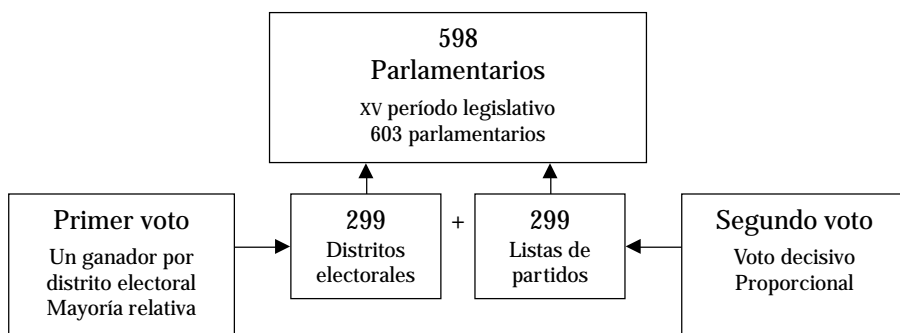 598
Parlamentarios
XV período legislativo
603 parlamentarios
Primer voto
Un ganador por
distrito electoral
Mayoría relativa
299
Distritos
electorales
+
299
Listas de
partidos
Segundo voto
Voto decisivo
Proporcional